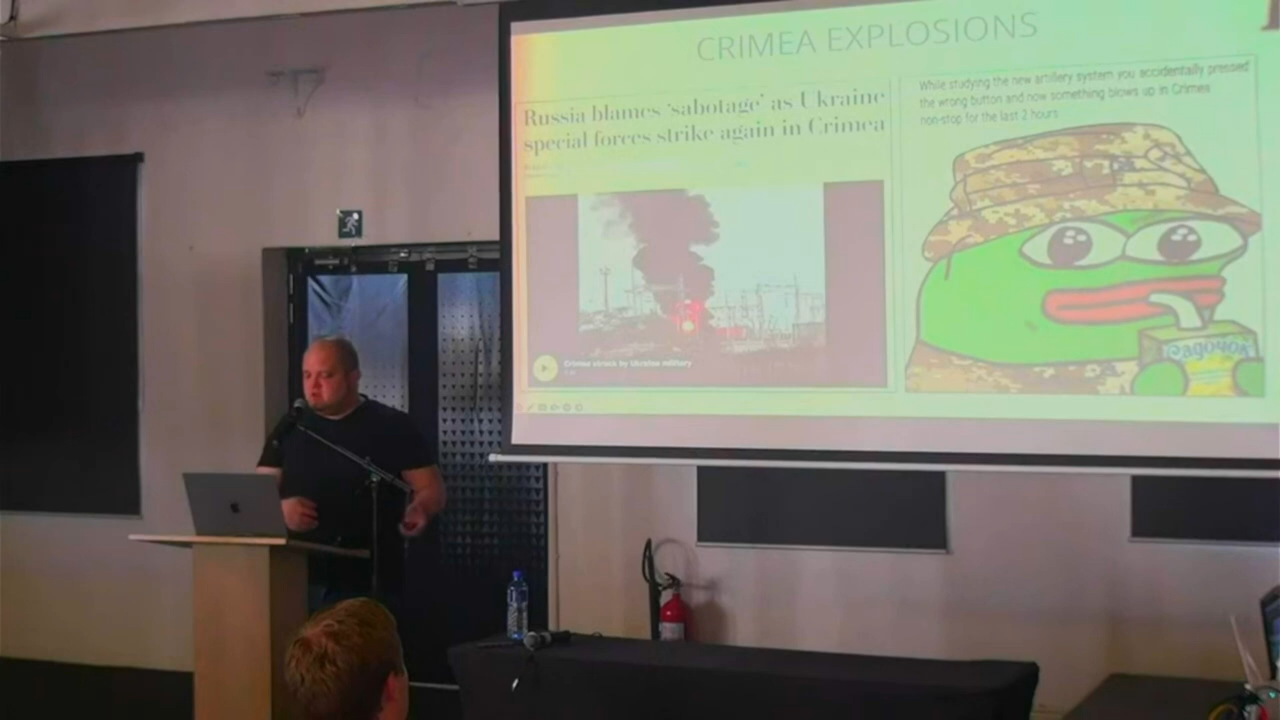 CRIMEA EXPLOSIONS
Russia blames 'sabotage' as Ukraine
special forces strike again in Crimea
Crimea struck by Ukraine military
While studying the new artillery system you accidentally pressed
the wrong button and now something blows up in Crimea
non-stop for the last 2 hours
Садочок